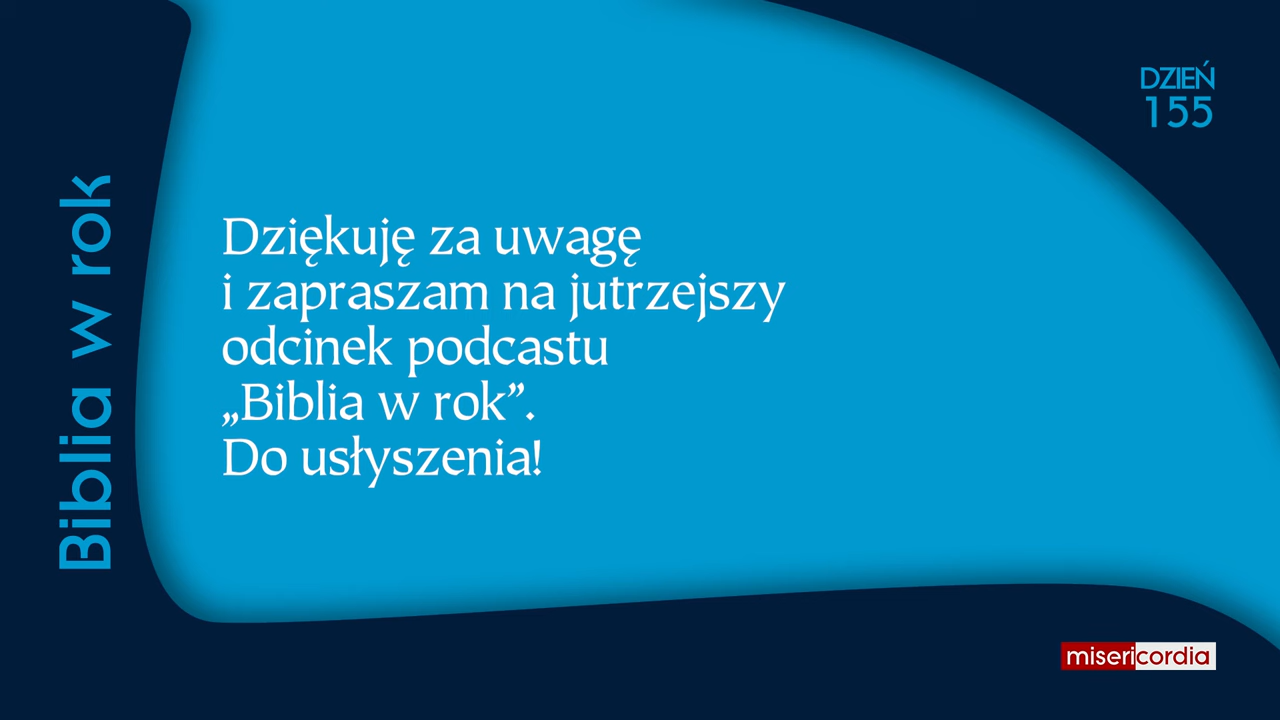 Biblia w rok
DZIEŃ
155
Dziękuję za uwagę
i zapraszam na jutrzejszy
odcinek podcastu
„Biblia w rok”.
Do usłyszenia!
misericordia